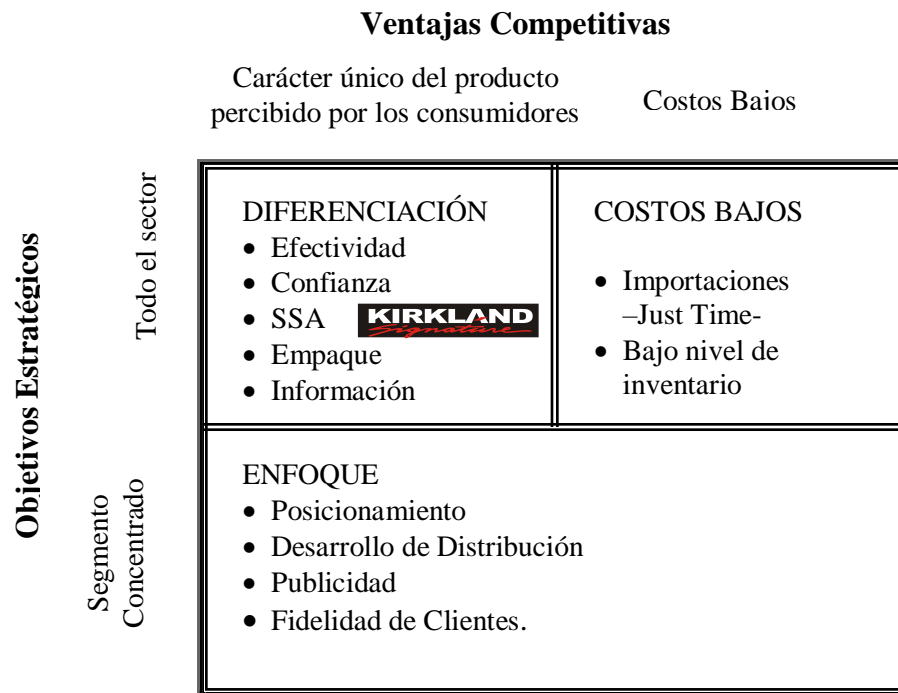 Ventajas Competitivas
Carácter único del producto
percibido por los consumidores
Costos Bajos
Objetivos Estratégicos
Todo el sector
DIFERENCIACIÓN
• Efectividad
• Confianza
• SSA
KIRKLAND
Signature
• Empaque
• Información
COSTOS BAJOS
• Importaciones
–Just Time-
• Bajo nivel de
inventario
Segmento
Concentrado
ENFOQUE
• Posicionamiento
• Desarrollo de Distribución
• Publicidad
• Fidelidad de Clientes.